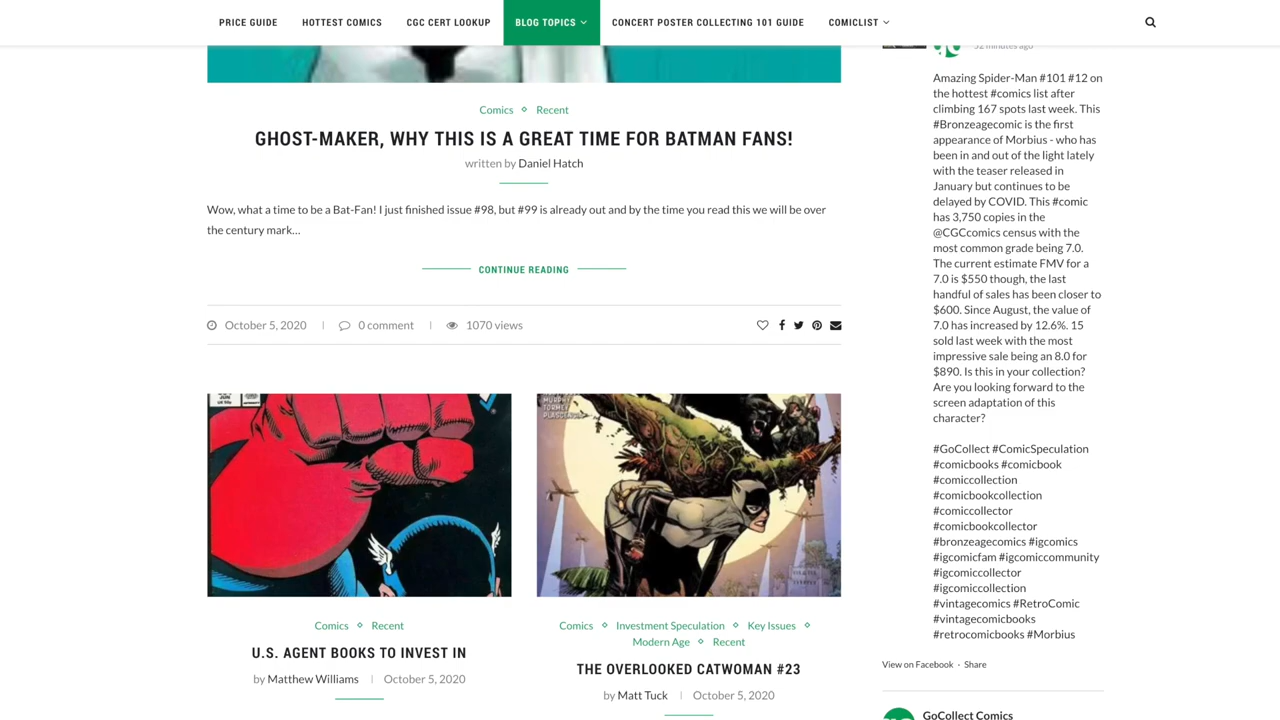 PRICE GUIDE HOTTEST COMICS CGC CERT LOOKUP BLOG TOPICS CONCERT POSTER COLLECTING 101 GUIDE COMICLIST
Comics Recent
GHOST-MAKER, WHY THIS IS A GREAT TIME FOR BATMAN FANS!
written by Daniel Hatch
Wow, what a time to be a Bat-Fan! I just finished issue #98, but #99 is already out and by the time you read this we will be over
the century mark...
CONTINUE READING
October 5, 2020 0 comment 1070 views
MURPHY
TORMEY
Comics Recent
U.S. AGENT BOOKS TO INVEST IN
by Matthew Williams October 5, 2020
Comics Investment Speculation Key Issues
Modern Age Recent
THE OVERLOOKED CATWOMAN #23
by Matt Tuck October 5, 2020
52 minutes ago
Amazing Spider-Man #101 #12 on
the hottest #comics list after
climbing 167 spots last week. This
#Bronzeagecomic is the first
appearance of Morbius - who has
been in and out of the light lately
with the teaser released in
January but continues to be
delayed by COVID. This #comic
has 3,750 copies in the
@CGCcomics census with the
most common grade being 7.0.
The current estimate FMV for a
7.0 is $550 though, the last
handful of sales has been closer to
$600. Since August, the value of
7.0 has increased by 12.6%. 15
sold last week with the most
impressive sale being an 8.0 for
$890. Is this in your collection?
Are you looking forward to the
screen adaptation of this
character?
#GoCollect #ComicSpeculation
#comicbooks #comicbook
#comiccollection
#comicbookcollection
#comiccollector
#comicbookcollector
#bronzeagecomics #igcomics
#igcomicfam #igcomiccommunity
#igcomiccollector
#igcomiccollection
#vintagecomics #RetroComic
#vintagecomicbooks
#retrocomicbooks #Morbius
View on Facebook · Share
GoCollect Comics